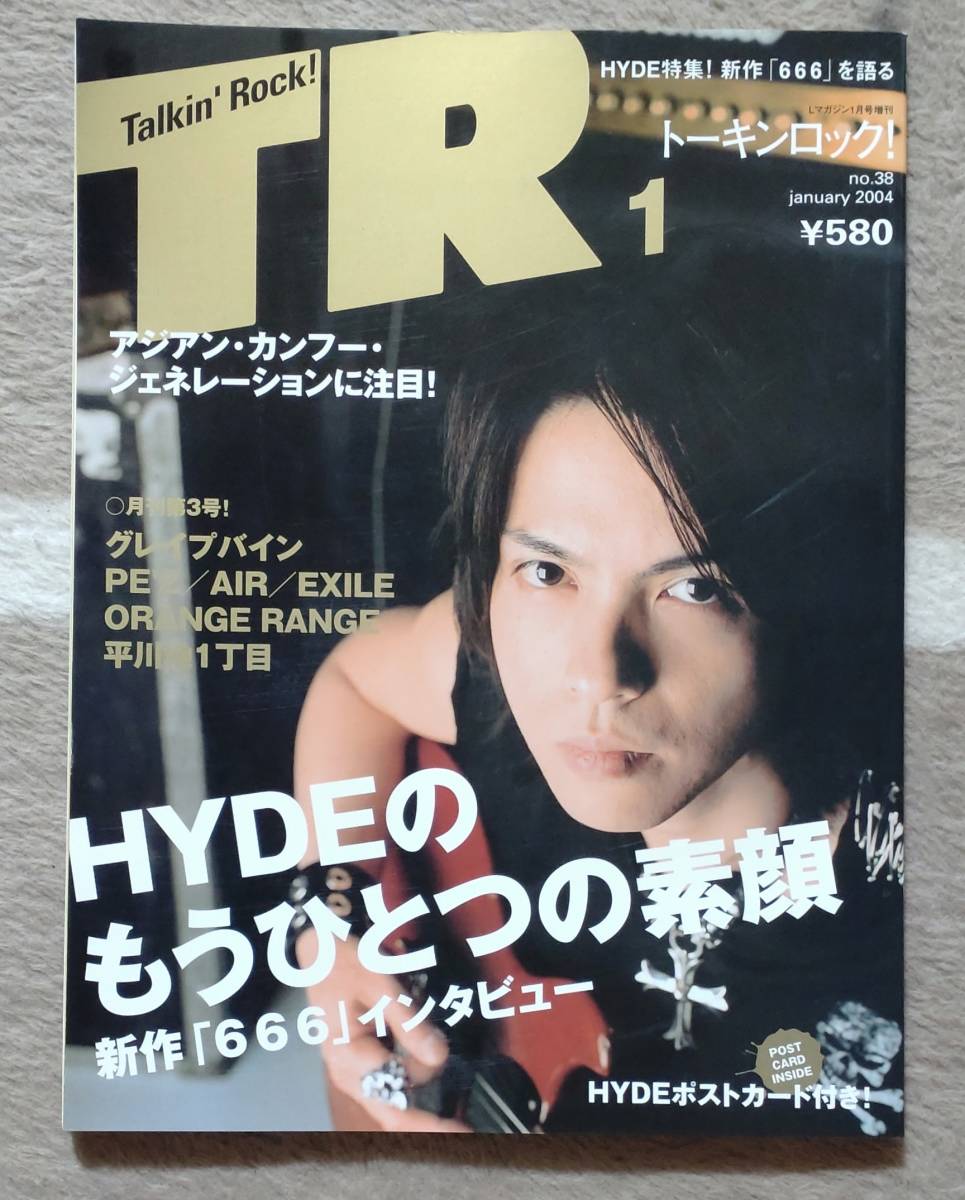 Talkin' Rock!
TR
1
HYDE特集! 新作「666」を語る
Lマガジン1月号増刊
トーキンロック!
no.38
january 2004
¥580
アジアン・カンフー・
ジェネレーションに注目!
○月刊第3号!
グレイプバイン
PE'Z／AIR／EXILE
ORANGE RANGE
平川地1丁目
HYDEの
もうひとつの素顔
新作「666」インタビュー
POST
CARD
INSIDE
HYDEポストカード付き!